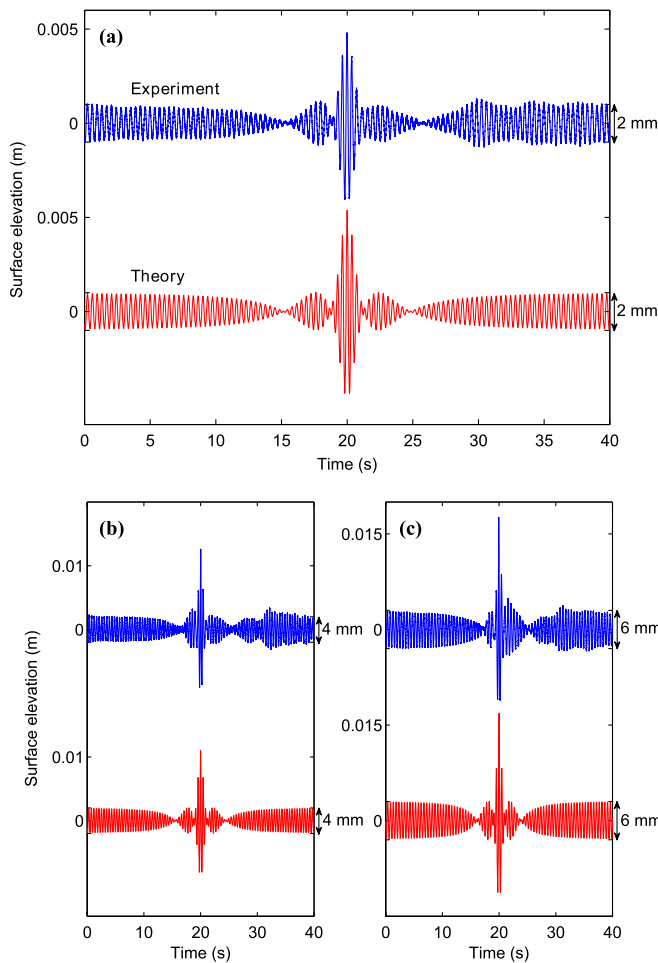 (a)
0.005
Experiment
0
2 mm
Surface elevation (m)
0.005
Theory
0
2 mm
0 5 10 15 20 25 30 35 40
Time (s)
(b)
0.01
0
4 mm
Surface elevation (m)
0.01
0
4 mm
0 10 20 30 40
Time (s)
(c)
0.015
0
6 mm
0.015
0
6 mm
0 10 20 30 40
Time (s)